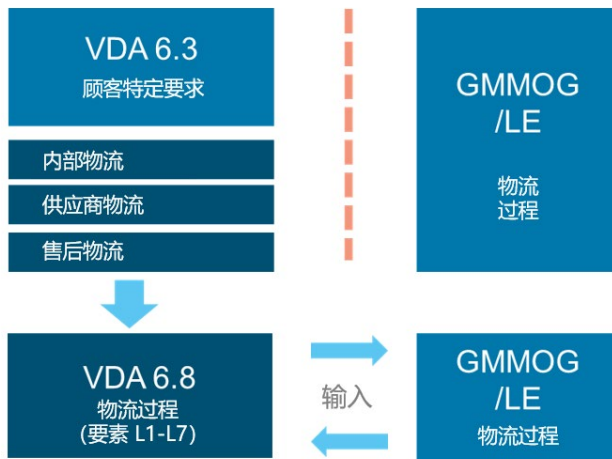 VDA 6.3
顾客特定要求
内部物流
供应商物流
售后物流
GMMOG
/LE
物流
过程
VDA 6.8
物流过程
(要素 L1-L7)
输入
GMMOG
/LE
物流过程